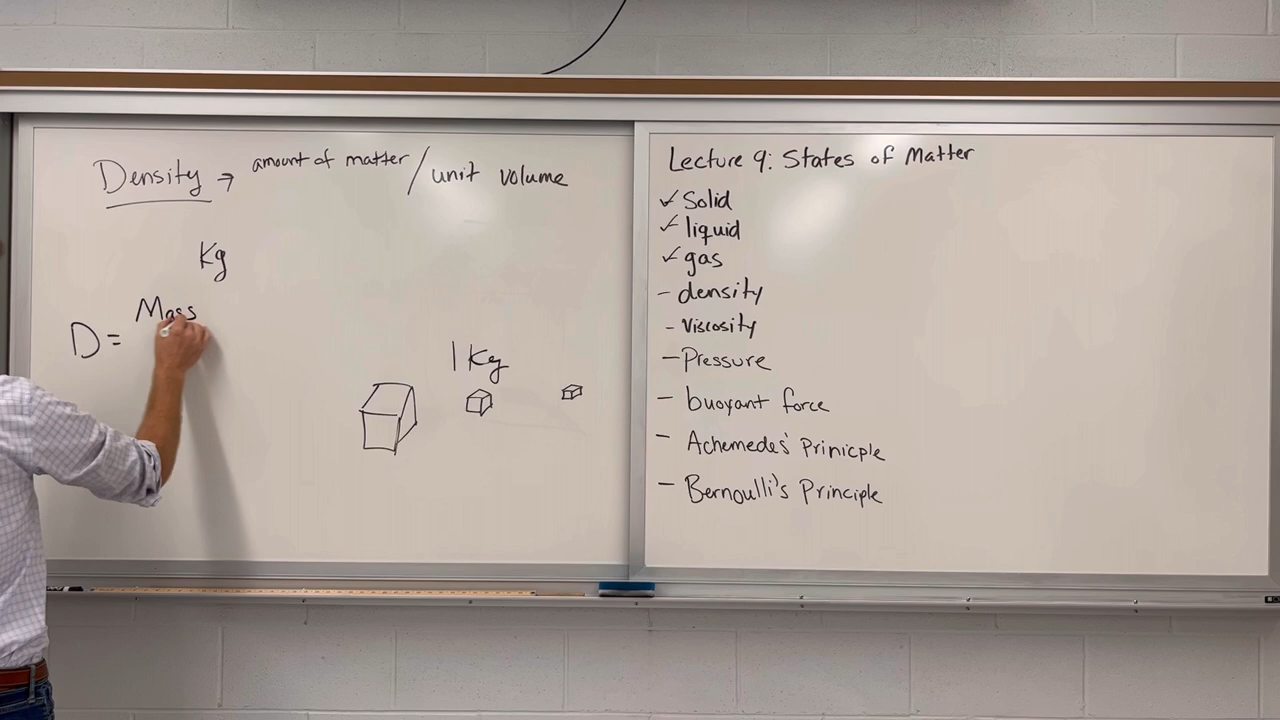 Density → amount of matter / unit volume
Kg
D = Mass
1 Kg
Lecture 9: States of Matter
✓ Solid
✓ liquid
✓ gas
- density
- Viscosity
- Pressure
- buoyant force
- Achemedes' Prinicple
- Bernoulli's Principle